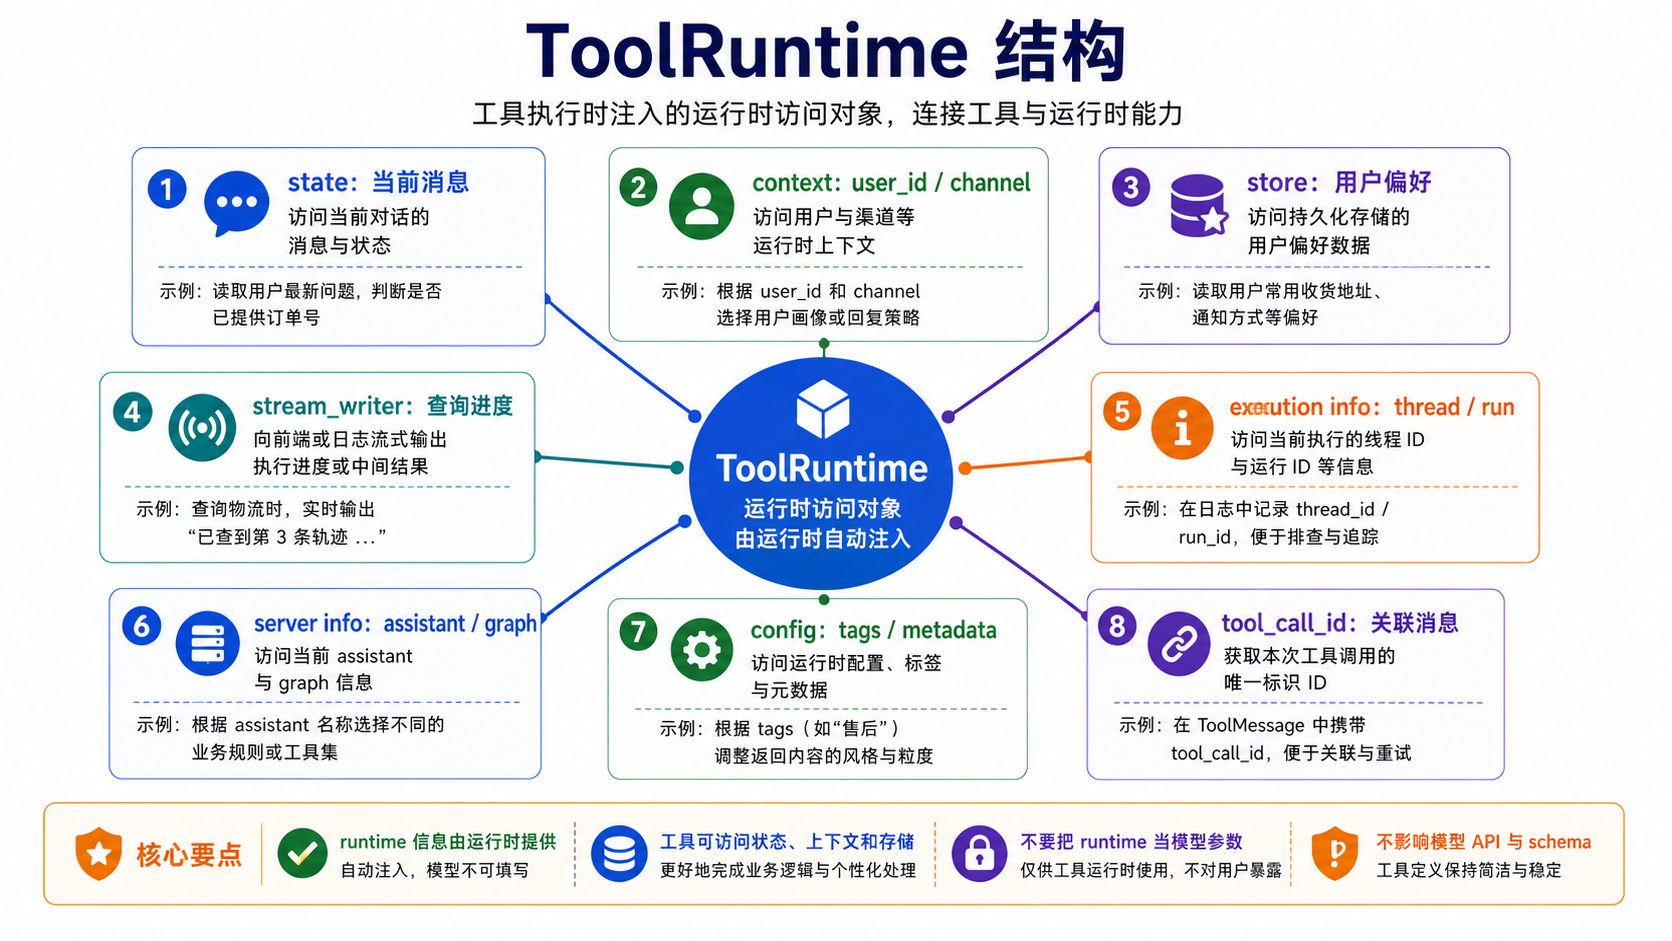 ToolRuntime 结构
工具执行时注入的运行时访问对象，连接工具与运行时能力
1
state：当前消息
访问当前对话的
消息与状态
示例：读取用户最新问题，判断是否
已提供订单号
2
context：user_id / channel
访问用户与渠道等
运行时上下文
示例：根据 user_id 和 channel
选择用户画像或回复策略
3
store：用户偏好
访问持久化存储的
用户偏好数据
示例：读取用户常用收货地址、
通知方式等偏好
4
stream_writer：查询进度
向前端或日志流式输出
执行进度或中间结果
示例：查询物流时，实时输出
“已查到第 3 条轨迹 …”
ToolRuntime
运行时访问对象
由运行时自动注入
5
execution info：thread / run
访问当前执行的线程 ID
与运行 ID 等信息
示例：在日志中记录 thread_id /
run_id，便于排查与追踪
6
server info：assistant / graph
访问当前 assistant
与 graph 信息
示例：根据 assistant 名称选择不同的
业务规则或工具集
7
config：tags / metadata
访问运行时配置、标签
与元数据
示例：根据 tags（如“售后”）
调整返回内容的风格与粒度
8
tool_call_id：关联消息
获取本次工具调用的
唯一标识 ID
示例：在 ToolMessage 中携带
tool_call_id，便于关联与重试
核心要点
runtime 信息由运行时提供
自动注入，模型不可填写
工具可访问状态、上下文和存储
更好地完成业务逻辑与个性化处理
不要把 runtime 当模型参数
仅供工具运行时使用，不对用户暴露
不影响模型 API 与 schema
工具定义保持简洁与稳定